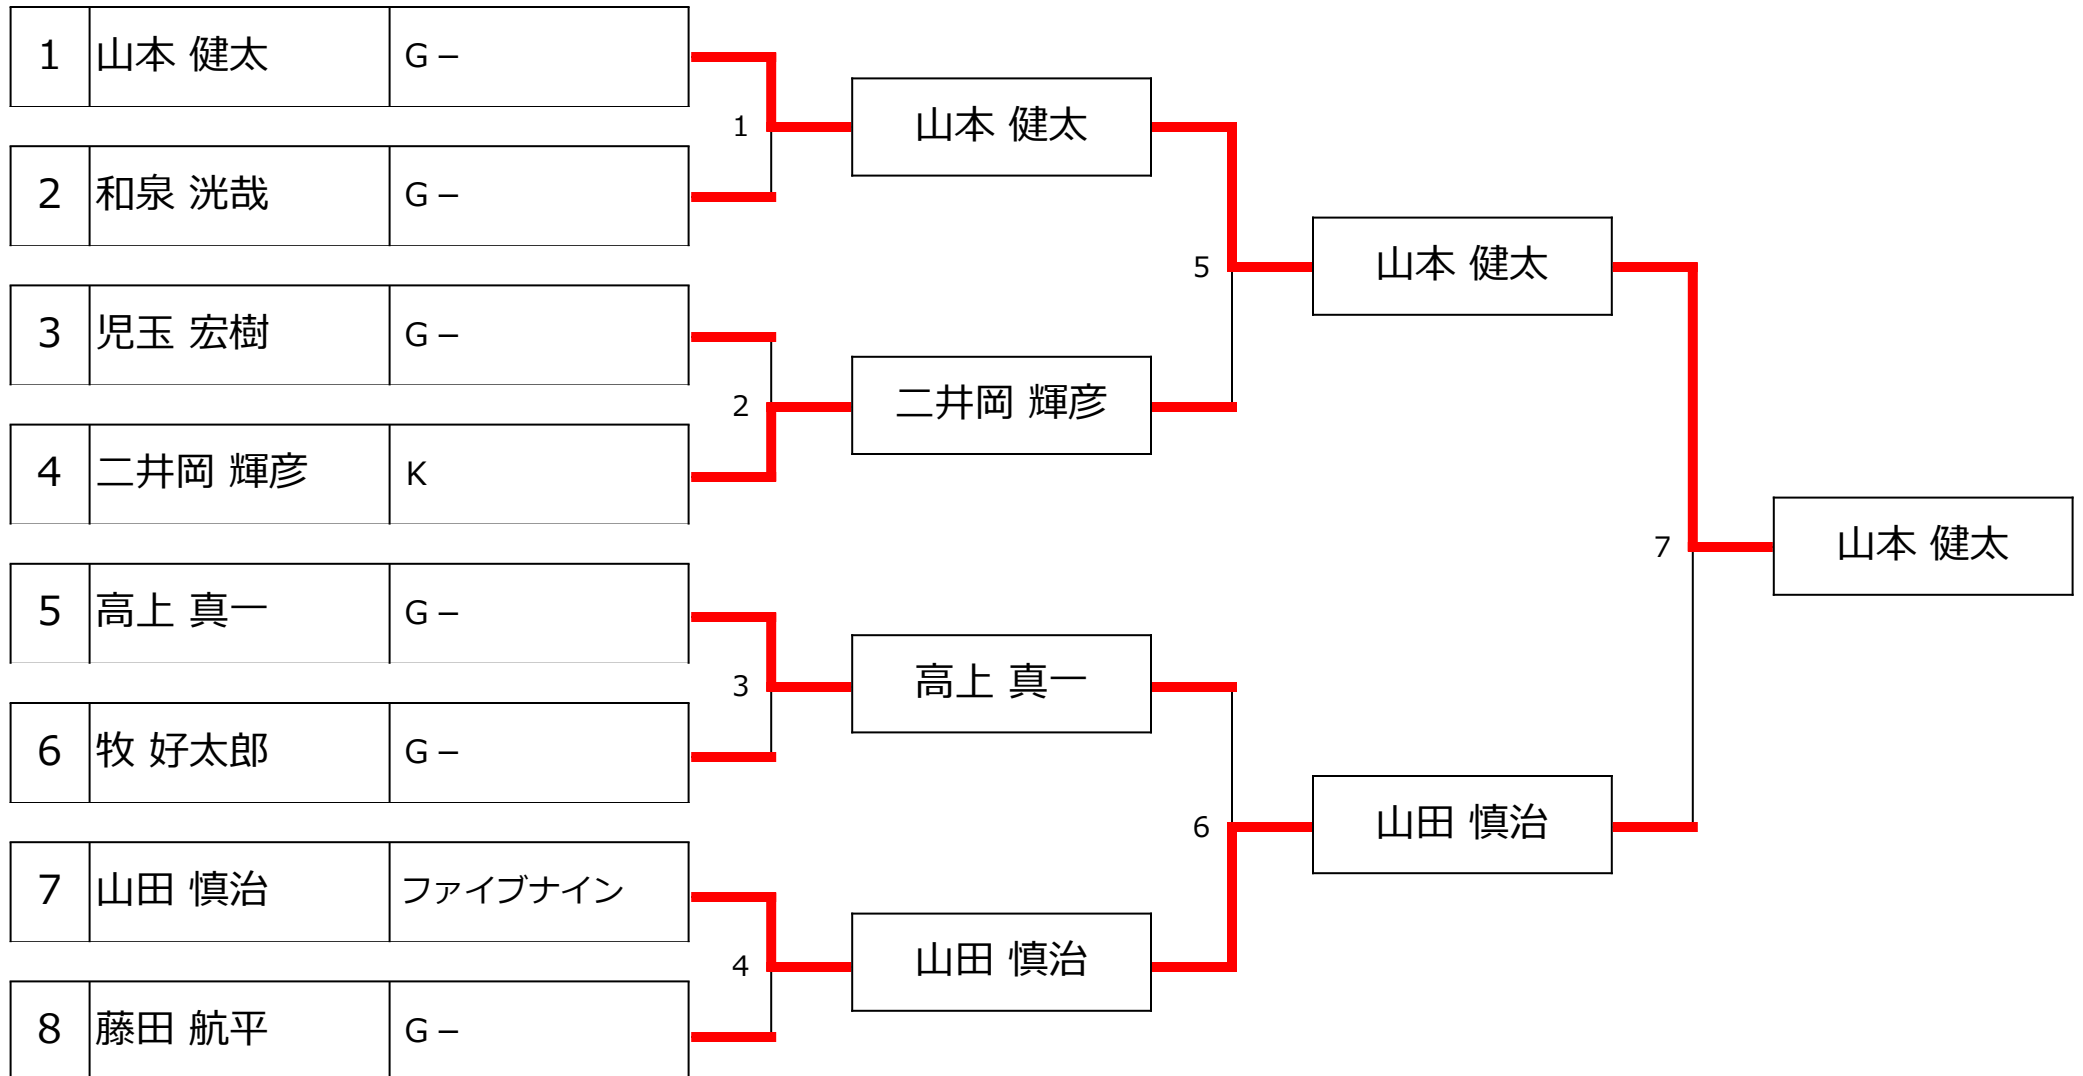 1 山本 健太 G –
2 和泉 洸哉 G –
3 児玉 宏樹 G –
4 二井岡 輝彦 K
5 高上 真一 G –
6 牧 好太郎 G –
7 山田 慎治 ファイブナイン
8 藤田 航平 G –
1
2
3
4
山本 健太
二井岡 輝彦
高上 真一
山田 慎治
5
6
山本 健太
山田 慎治
7
山本 健太